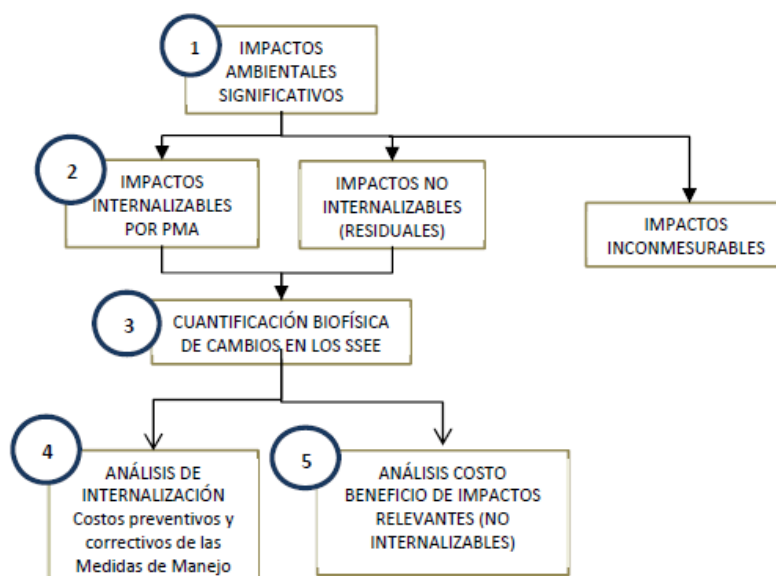 1
IMPACTOS
AMBIENTALES
SIGNIFICATIVOS
2
IMPACTOS
INTERNALIZABLES
POR PMA
IMPACTOS NO
INTERNALIZABLES
(RESIDUALES)
IMPACTOS
INCONMESURABLES
3
CUANTIFICACIÓN BIOFÍSICA
DE CAMBIOS EN LOS SSEE
4
ANÁLISIS DE
INTERNALIZACIÓN
Costos preventivos y
correctivos de las
Medidas de Manejo
5
ANÁLISIS COSTO
BENEFICIO DE IMPACTOS
RELEVANTES (NO
INTERNALIZABLES)